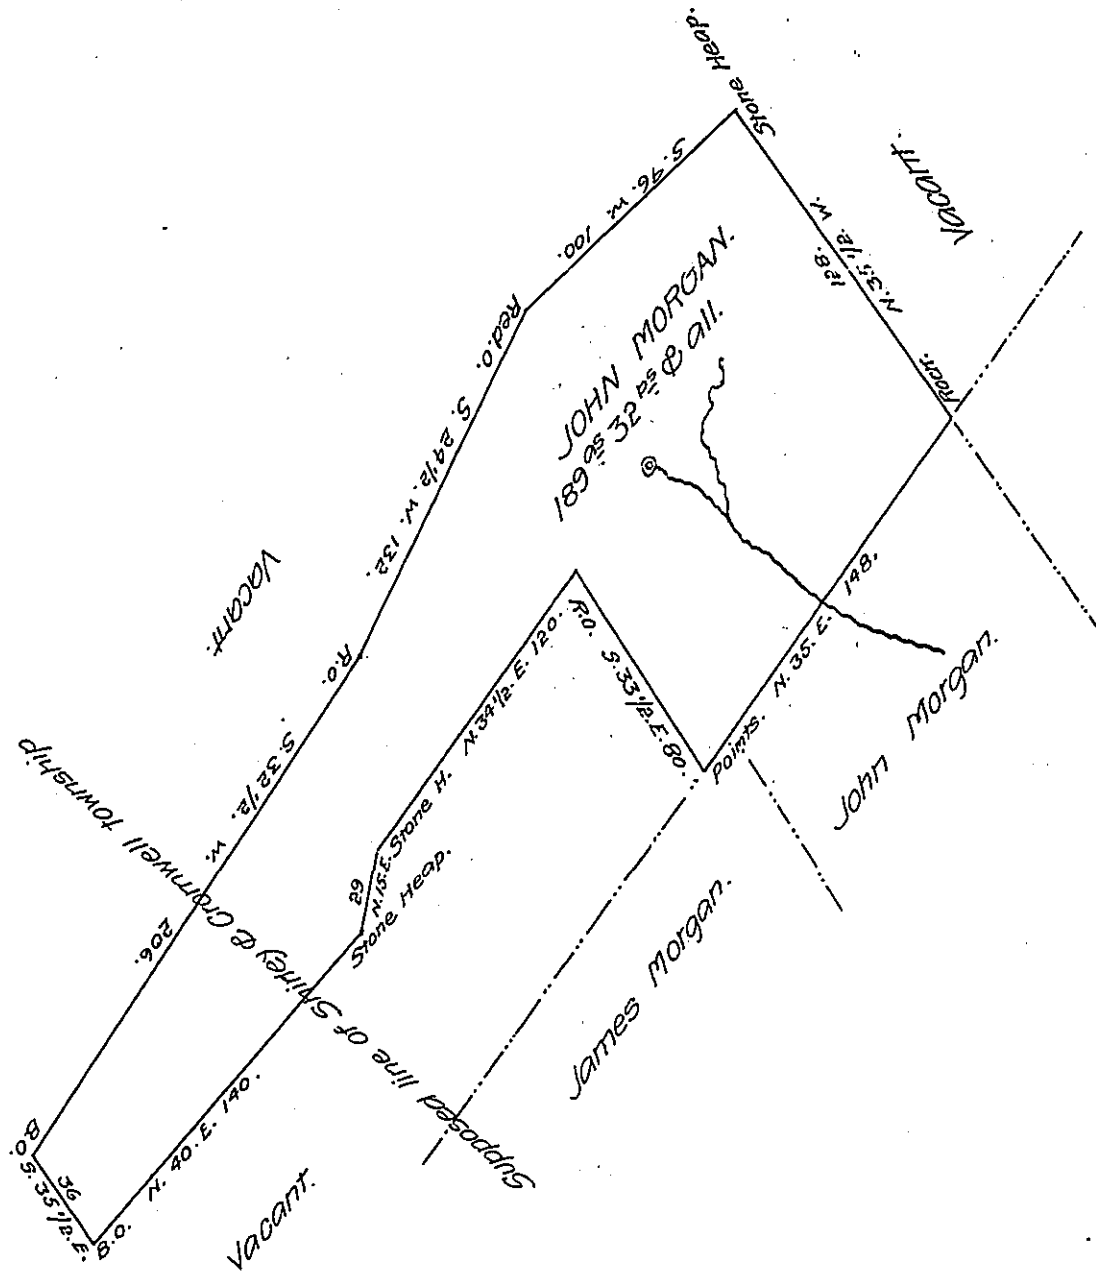 Stone Heap.
S. 46. W. 100.
Vacant.
N. 35 1/2. W.
128.
JOHN MORGAN.
189 as 32 ps & all.
Red.o.
S. 24 1/2. W. 132.
Vacant.
R.o.
S. 32 1/2. W.
206.
N. 34 1/2. E. 120.
R.o.
S. 33 1/2. E. 80.
Points.
N. 35. E. 148.
John Morgan.
Supposed line of Shirley & Cromwell township
29
N. 15. E.
Stone H.
Stone Heap.
James Morgan.
B.O.
36
S. 35 1/2. E.
B.O.
N. 40. E. 140.
Vacant.